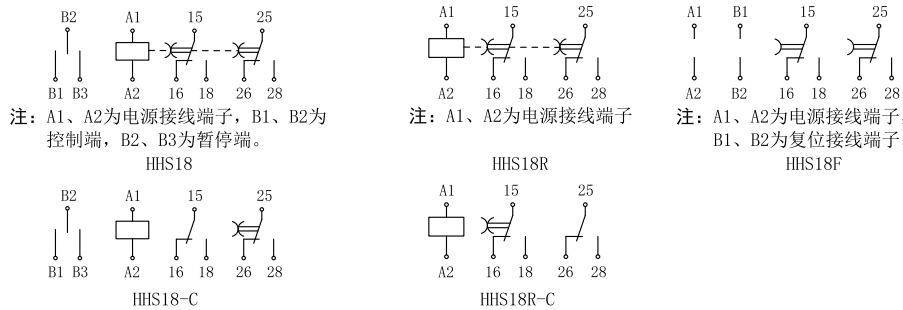 B2 A1 15 25
B1 B3 A2 16 18 26 28
注：A1、A2为电源接线端子，B1、B2为
控制端，B2、B3为暂停端。
HHS18
A1 15 25
A2 16 18 26 28
注：A1、A2为电源接线端子
HHS18R
A1 B1 15 25
A2 B2 16 18 26 28
注：A1、A2为电源接线端子，
B1、B2为复位接线端子
HHS18F
B2 A1 15 25
B1 B3 A2 16 18 26 28
HHS18-C
A1 15 25
A2 16 18 26 28
HHS18R-C